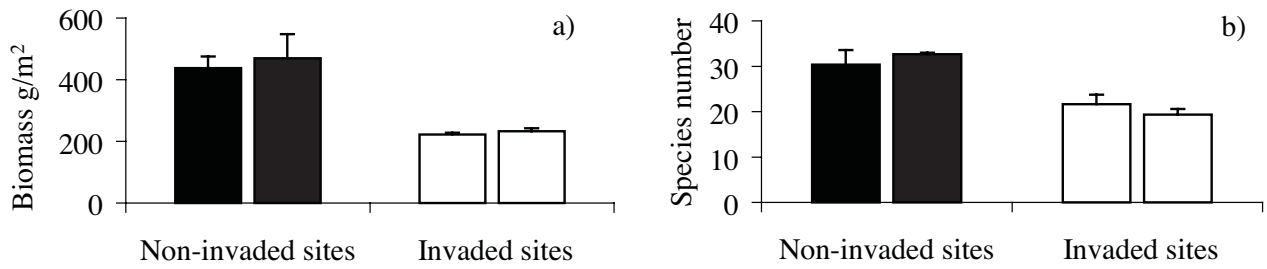 a)
Biomass g/m²
600
400
200
0
Non-invaded sites
Invaded sites
b)
Species number
40
30
20
10
0
Non-invaded sites
Invaded sites